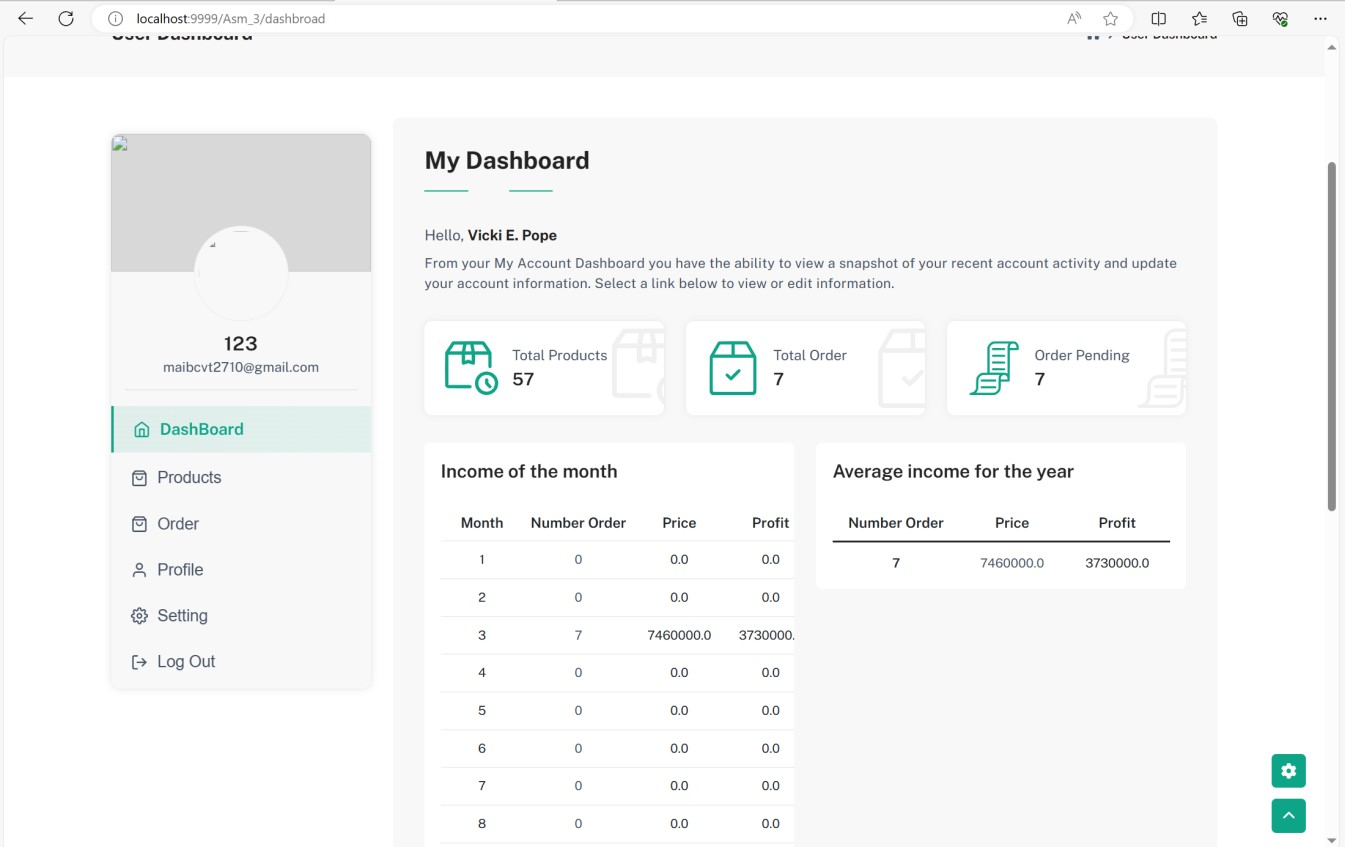 localhost:9999/Asm_3/dashbroad
User Dashboard
User Dashboard
123
maibcvt2710@gmail.com
DashBoard
Products
Order
Profile
Setting
Log Out
My Dashboard
Hello, Vicki E. Pope
From your My Account Dashboard you have the ability to view a snapshot of your recent account activity and update
your account information. Select a link below to view or edit information.
Total Products
57
Total Order
7
Order Pending
7
Income of the month
Month Number Order Price Profit
1 0 0.0 0.0
2 0 0.0 0.0
3 7 7460000.0 3730000.
4 0 0.0 0.0
5 0 0.0 0.0
6 0 0.0 0.0
7 0 0.0 0.0
8 0 0.0 0.0
Average income for the year
Number Order Price Profit
7 7460000.0 3730000.0